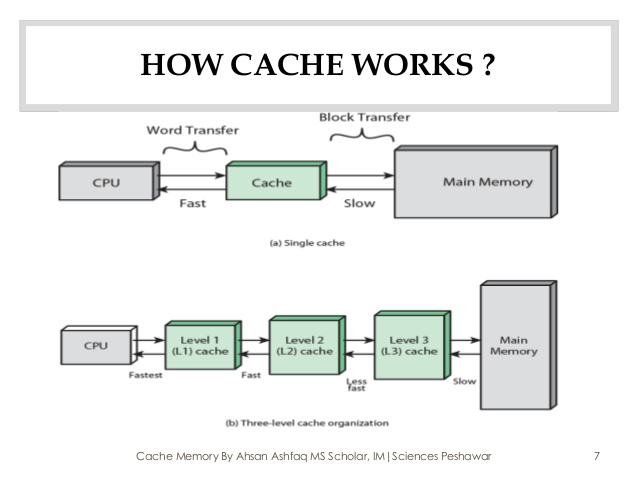 HOW CACHE WORKS ?
Block Transfer
Word Transfer
CPU
Cache
Main Memory
Fast
Slow
(a) Single cache
CPU
Level 1
(L1) cache
Level 2
(L2) cache
Level 3
(L3) cache
Main
Memory
Fastest
Fast
Less
fast
Slow
(b) Three-level cache organization
Cache Memory By Ahsan Ashfaq MS Scholar, IM|Sciences Peshawar
7